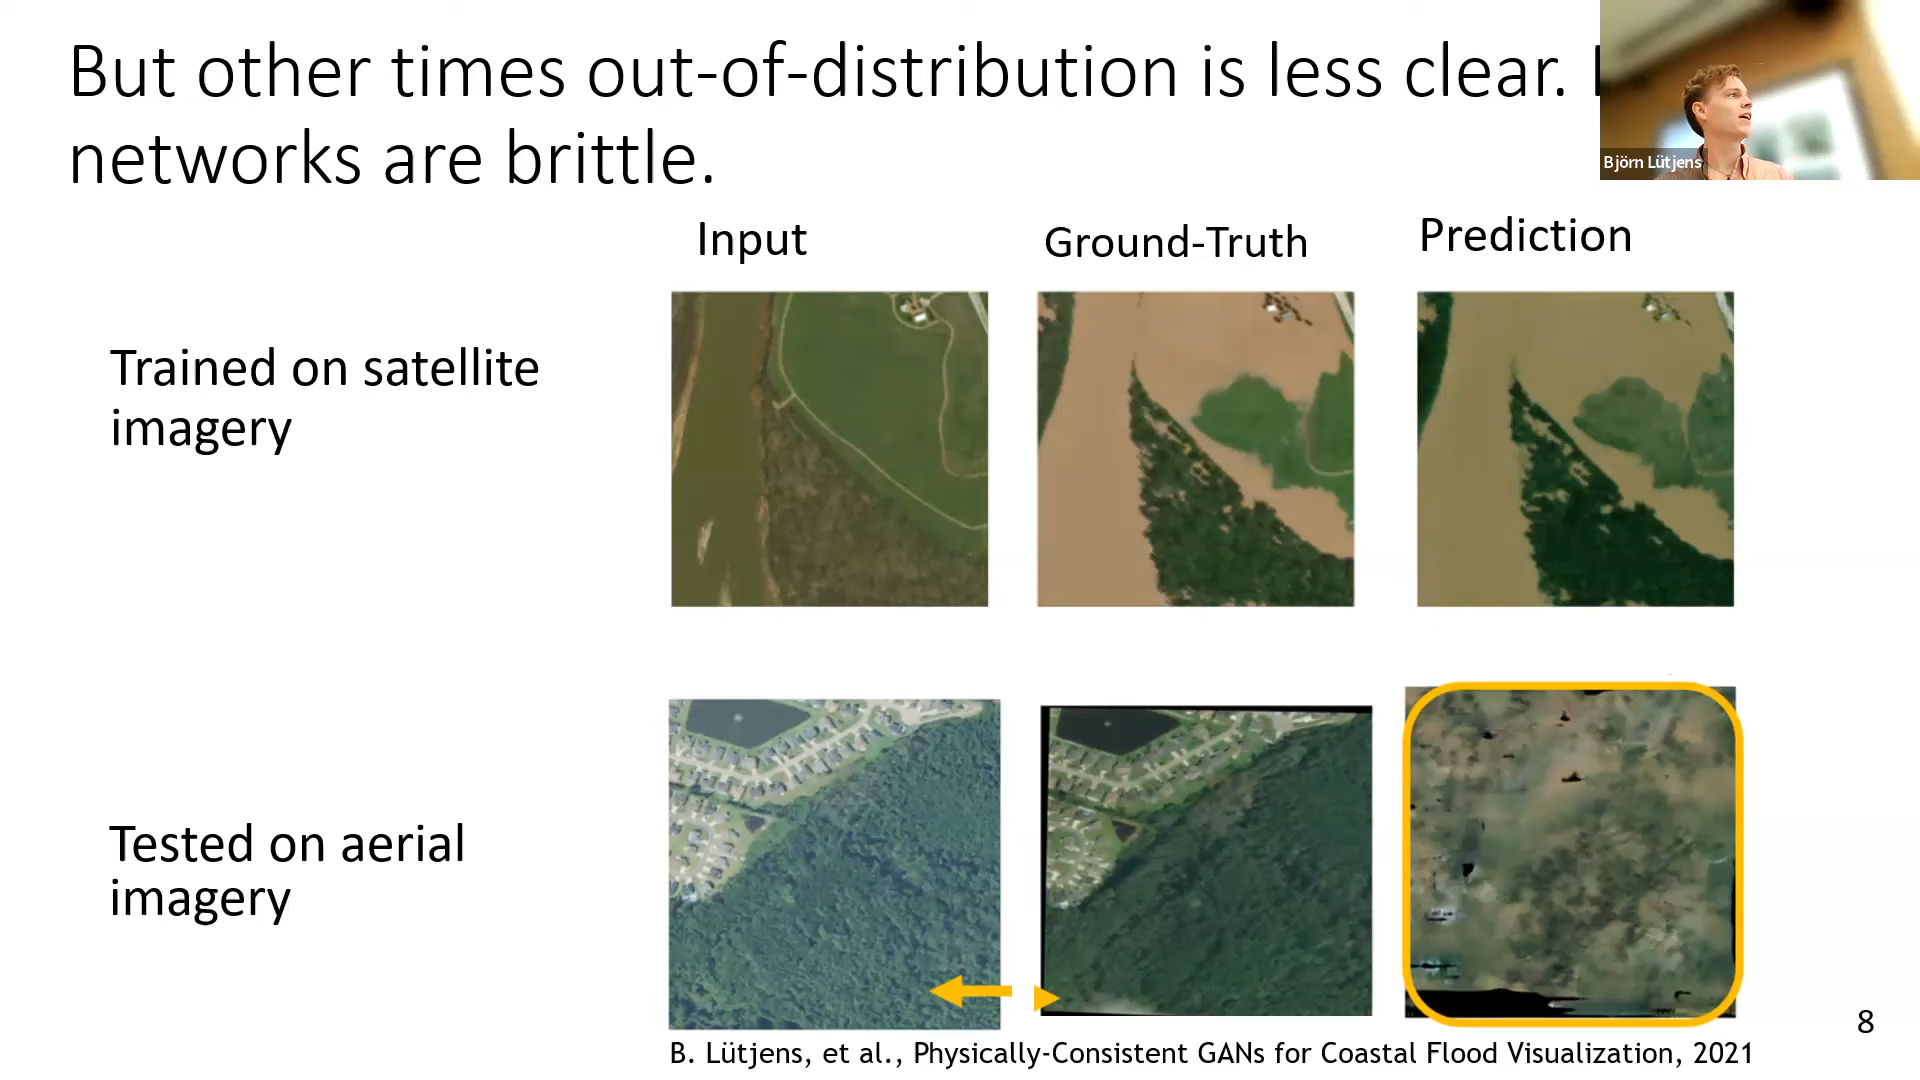 But other times out-of-distribution is less clear.
networks are brittle.
Björn Lütjens
Input
Ground-Truth
Prediction
Trained on satellite
imagery
Tested on aerial
imagery
8
B. Lütjens, et al., Physically-Consistent GANs for Coastal Flood Visualization, 2021